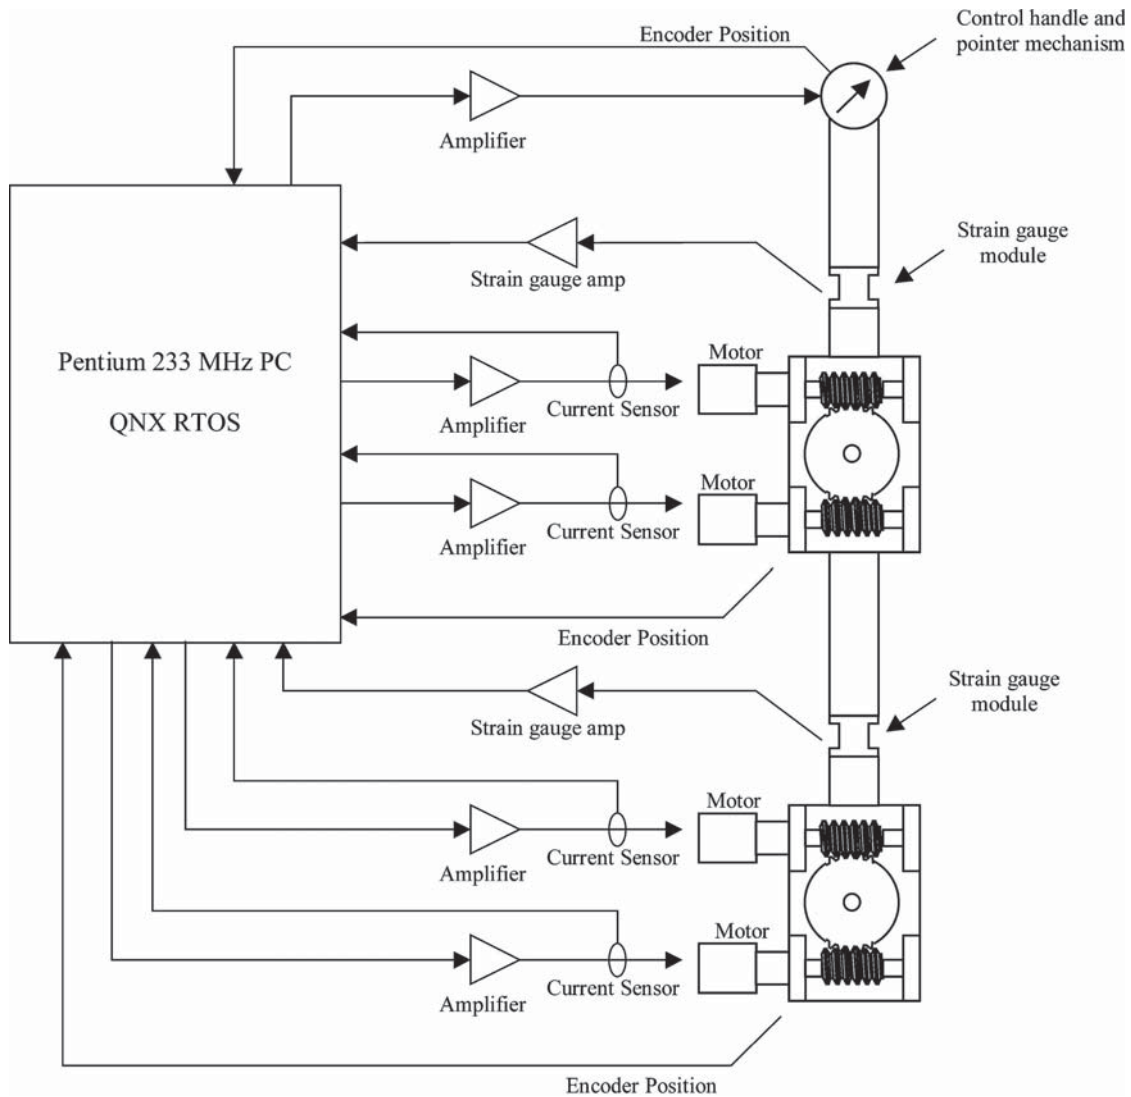 Control handle and
pointer mechanism
Encoder Position
Amplifier
Strain gauge
module
Strain gauge amp
Pentium 233 MHz PC
QNX RTOS
Motor
Current Sensor
Amplifier
Motor
Current Sensor
Amplifier
Encoder Position
Strain gauge
module
Strain gauge amp
Motor
Current Sensor
Amplifier
Motor
Current Sensor
Amplifier
Encoder Position